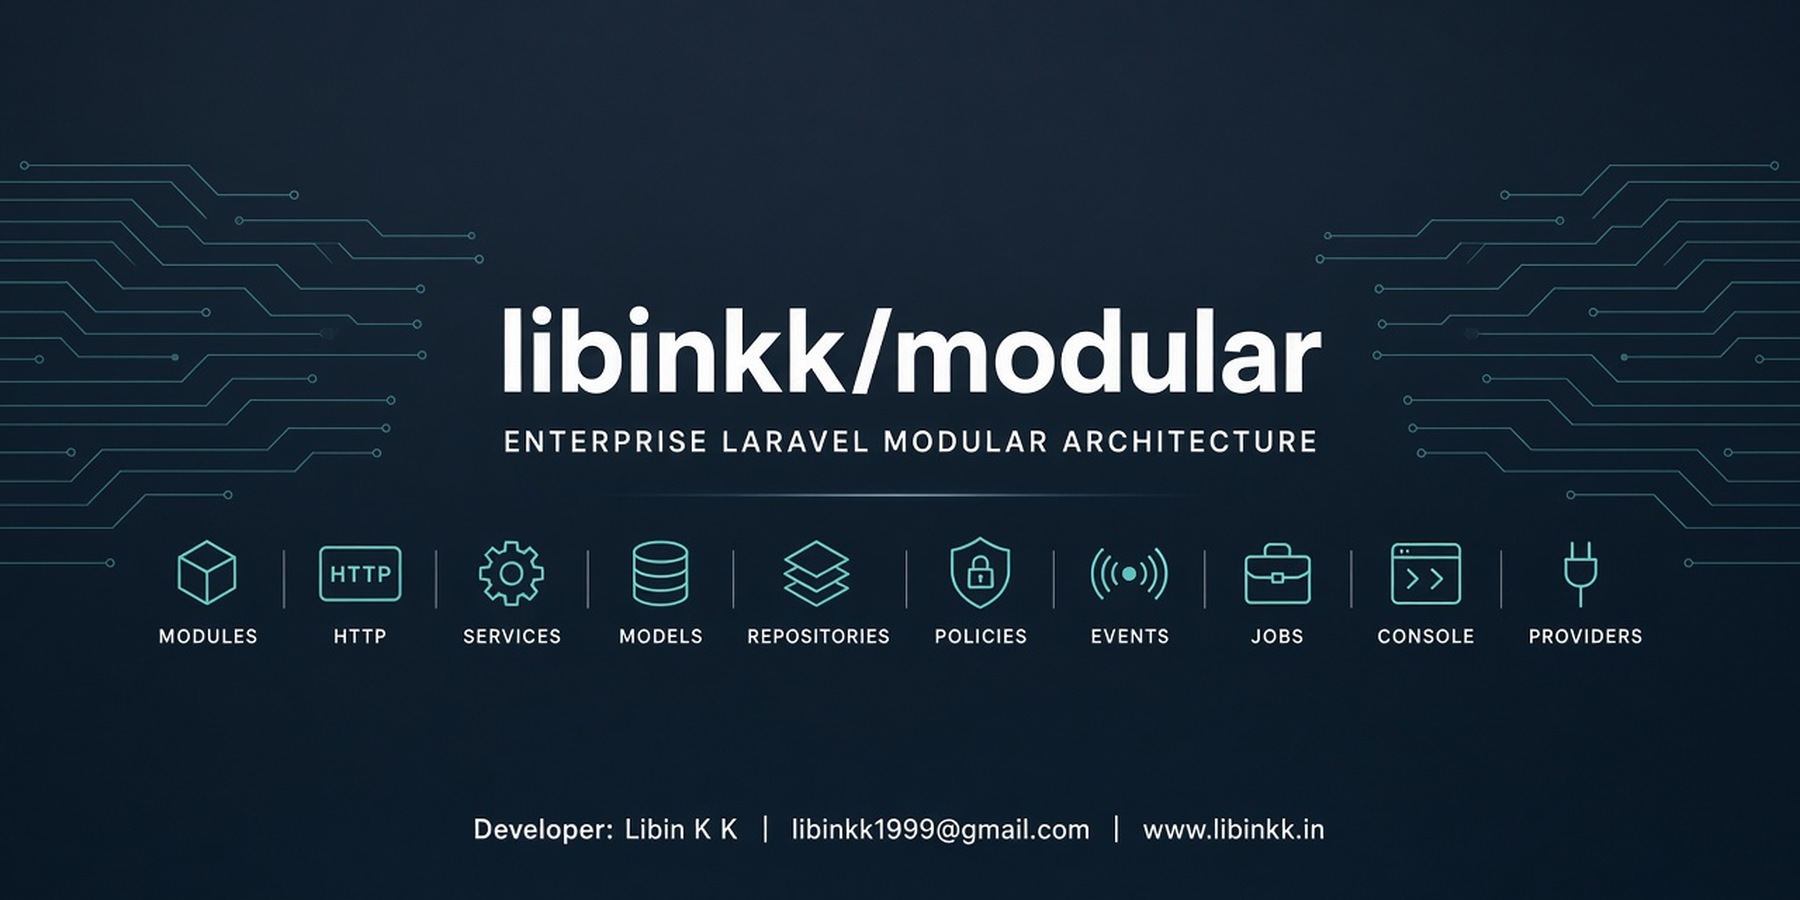 libinkk/modular
ENTERPRISE LARAVEL MODULAR ARCHITECTURE
HTTP
MODULES HTTP SERVICES MODELS REPOSITORIES POLICIES EVENTS JOBS CONSOLE PROVIDERS
Developer: Libin K K | libinkk1999@gmail.com | www.libinkk.in